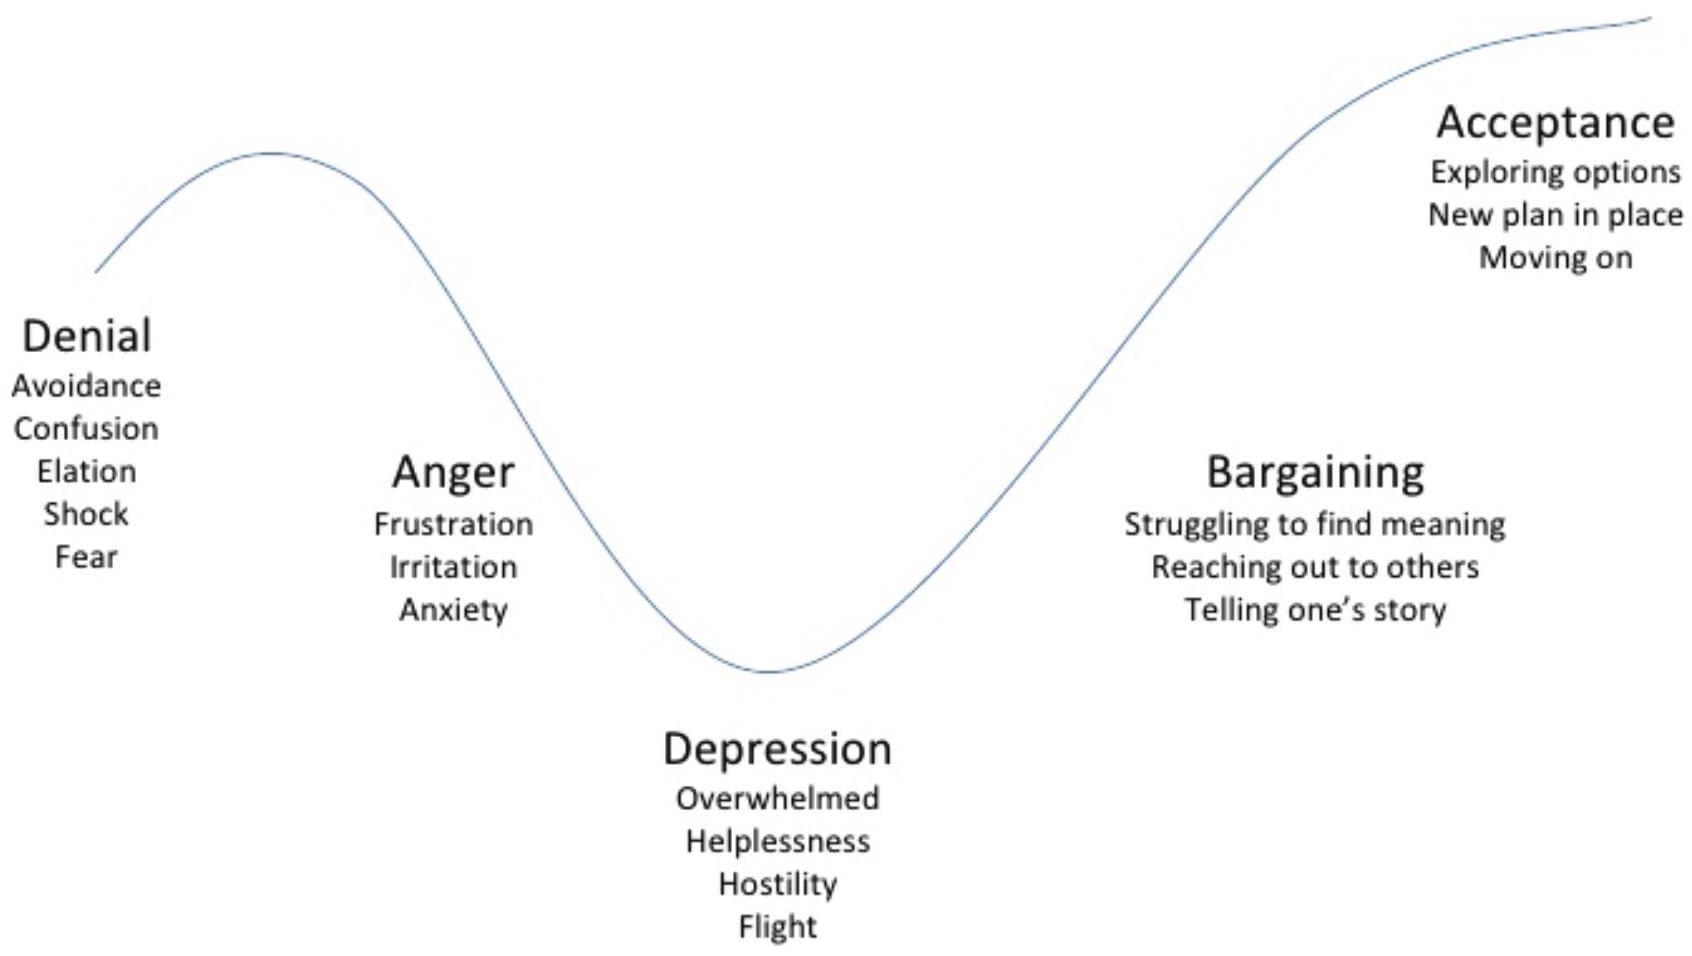 Denial
Avoidance
Confusion
Elation
Shock
Fear
Anger
Frustration
Irritation
Anxiety
Depression
Overwhelmed
Helplessness
Hostility
Flight
Bargaining
Struggling to find meaning
Reaching out to others
Telling one’s story
Acceptance
Exploring options
New plan in place
Moving on